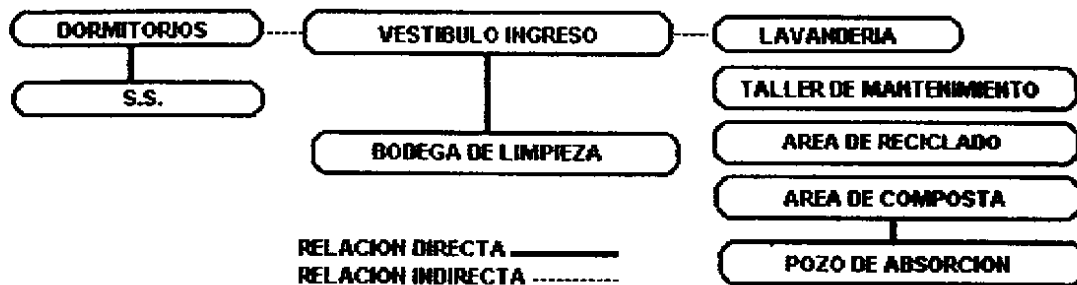 DORMITORIOS
VESTIBULO INGRESO
LAVANDERIA
S.S.
TALLER DE MANTENIMIENTO
BODEGA DE LIMPIEZA
AREA DE RECICLADO
AREA DE COMPOSTA
RELACION DIRECTA
RELACION INDIRECTA
POZO DE ABSORCION